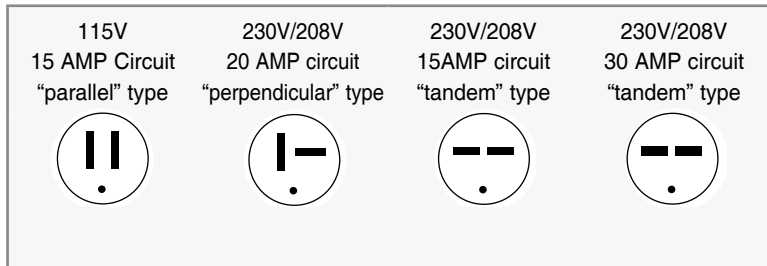 115V
15 AMP Circuit
“parallel” type
230V/208V
20 AMP circuit
“perpendicular” type
230V/208V
15AMP circuit
“tandem” type
230V/208V
30 AMP circuit
“tandem” type